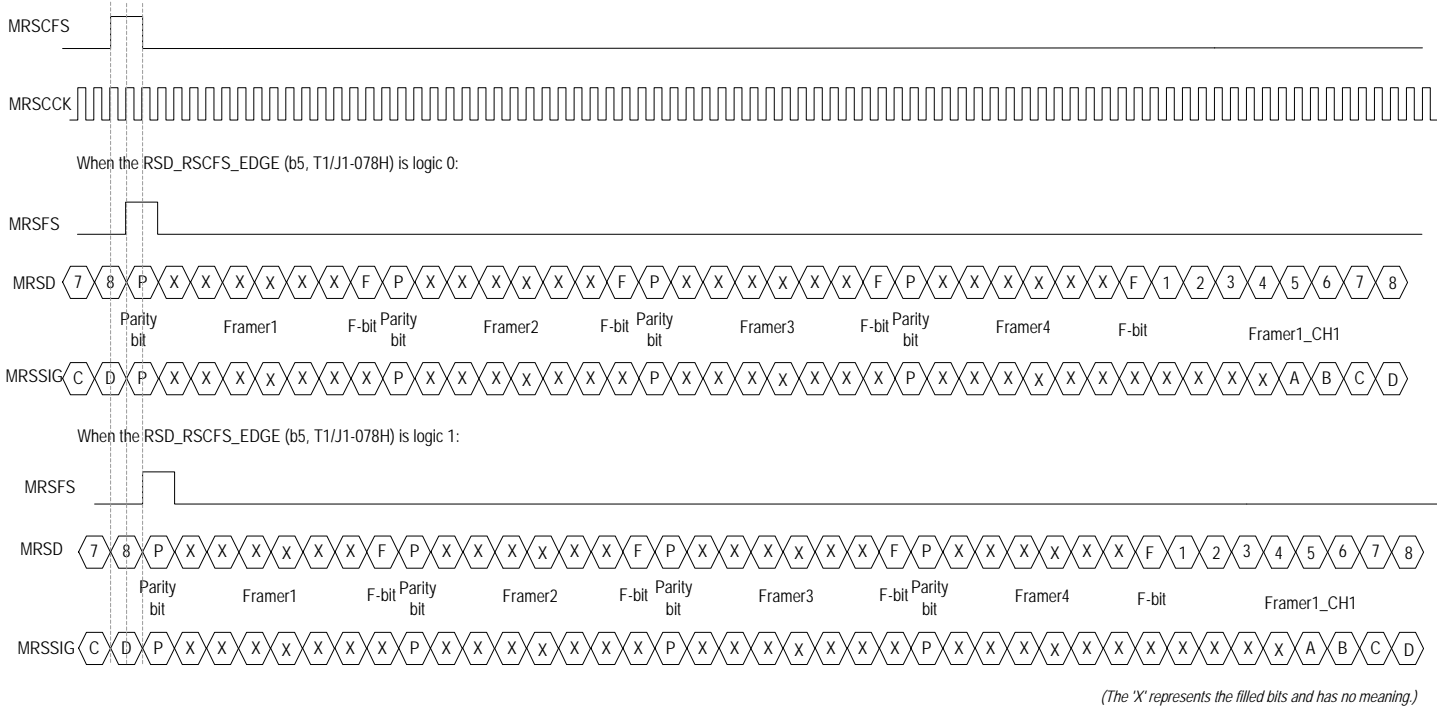 MRSCFS
MRSCCK
When the RSD_RSCFS_EDGE (b5, T1/J1-078H) is logic 0:
MRSFS
MRSD 7 8 P X X X X X X F P X X X X X X F P X X X X X X F P X X X X X X F 1 2 3 4 5 6 7 8
Parity bit Framer1 F-bit Parity bit Framer2 F-bit Parity bit Framer3 F-bit Parity bit Framer4 F-bit Framer1_CH1
MRSSIG C D P X X X X X X X P X X X X X X X P X X X X X X X P X X X X X X X X X X X A B C D
When the RSD_RSCFS_EDGE (b5, T1/J1-078H) is logic 1:
MRSFS
MRSD 7 8 P X X X X X X F P X X X X X X F P X X X X X X F P X X X X X X F 1 2 3 4 5 6 7 8
Parity bit Framer1 F-bit Parity bit Framer2 F-bit Parity bit Framer3 F-bit Parity bit Framer4 F-bit Framer1_CH1
MRSSIG C D P X X X X X X X P X X X X X X X P X X X X X X X P X X X X X X X X X X X A B C D
(The 'X' represents the filled bits and has no meaning.)